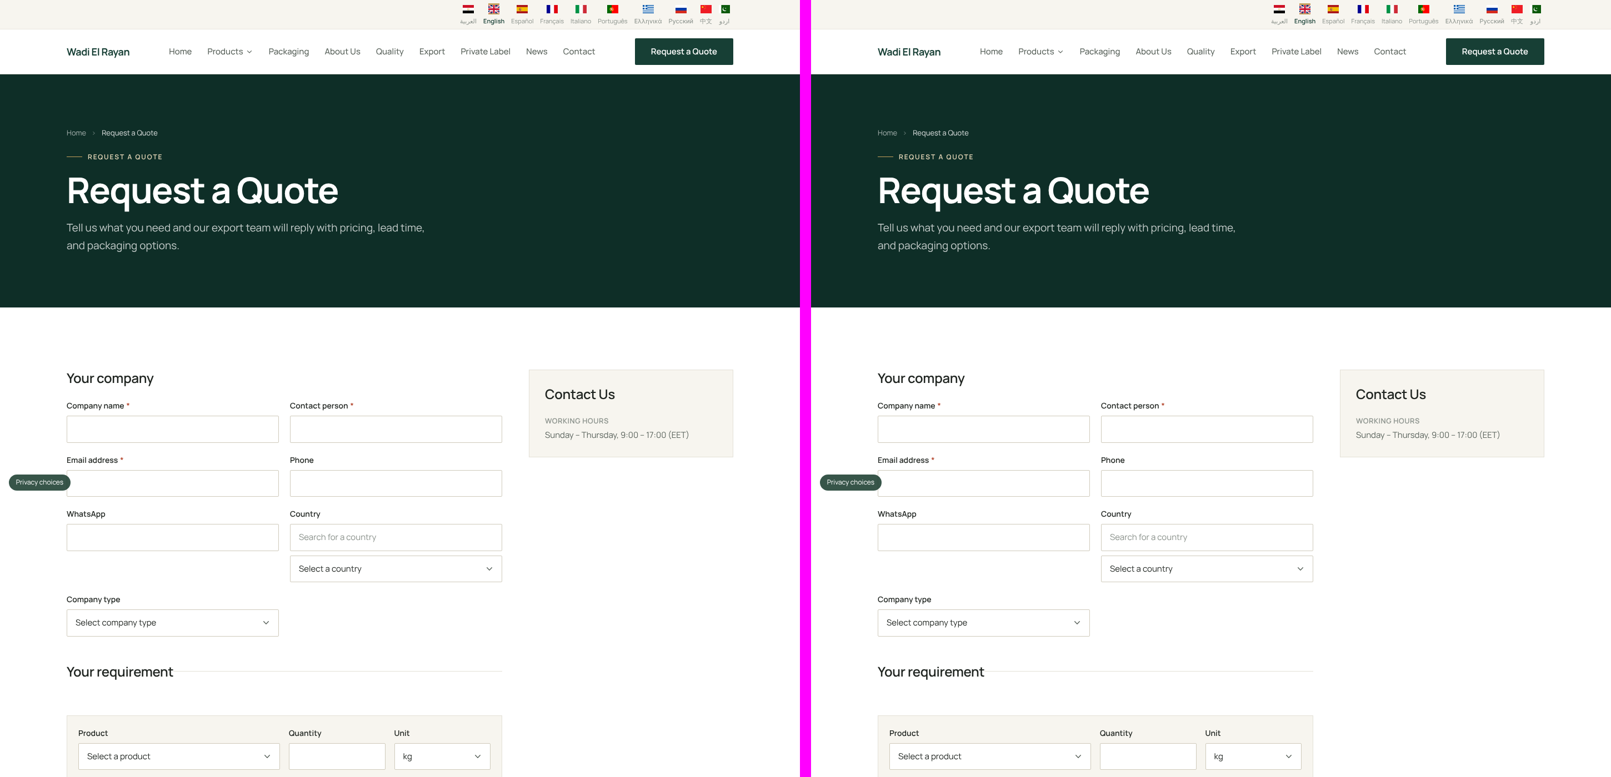 العربية English Español Français Italiano Português Ελληνικά Русский 中文 اردو
Wadi El Rayan Home Products Packaging About Us Quality Export Private Label News Contact Request a Quote
Home › Request a Quote
REQUEST A QUOTE
Request a Quote
Tell us what you need and our export team will reply with pricing, lead time,
and packaging options.
Your company
Company name * Contact person *
Email address * Phone
Privacy choices
WhatsApp Country
Search for a country
Select a country
Company type
Select company type
Your requirement
Product Quantity Unit
Select a product kg
Contact Us
WORKING HOURS
Sunday – Thursday, 9:00 – 17:00 (EET)
العربية English Español Français Italiano Português Ελληνικά Русский 中文 اردو
Wadi El Rayan Home Products Packaging About Us Quality Export Private Label News Contact Request a Quote
Home › Request a Quote
REQUEST A QUOTE
Request a Quote
Tell us what you need and our export team will reply with pricing, lead time,
and packaging options.
Your company
Company name * Contact person *
Email address * Phone
Privacy choices
WhatsApp Country
Search for a country
Select a country
Company type
Select company type
Your requirement
Product Quantity Unit
Select a product kg
Contact Us
WORKING HOURS
Sunday – Thursday, 9:00 – 17:00 (EET)